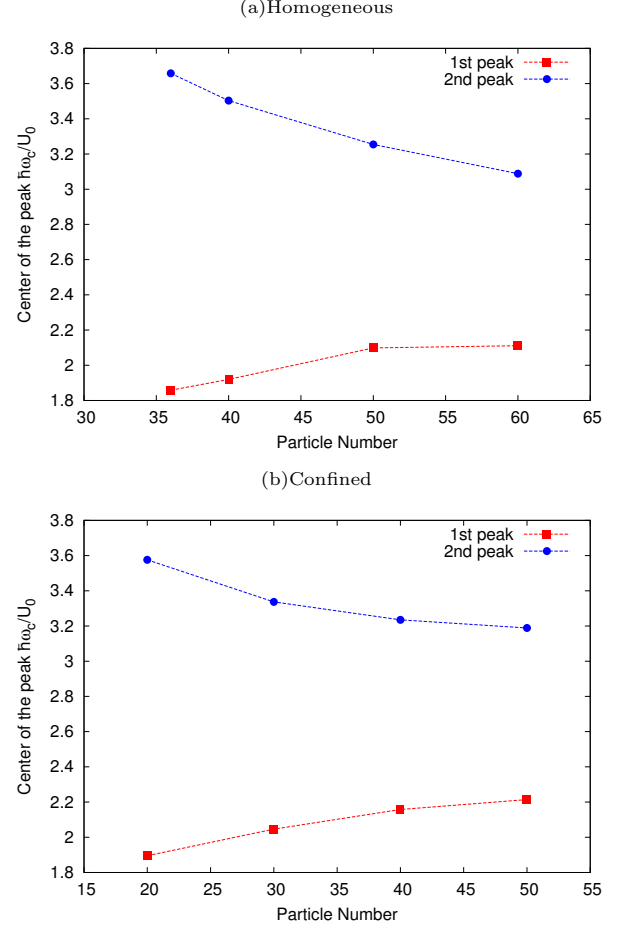 (a)Homogeneous
3.8
3.6
3.4
3.2
3
2.8
2.6
2.4
2.2
2
1.8
30 35 40 45 50 55 60 65
Center of the peak ħω_c/U_0
Particle Number
1st peak
2nd peak
(b)Confined
3.8
3.6
3.4
3.2
3
2.8
2.6
2.4
2.2
2
1.8
15 20 25 30 35 40 45 50 55
Center of the peak ħω_c/U_0
Particle Number
1st peak
2nd peak